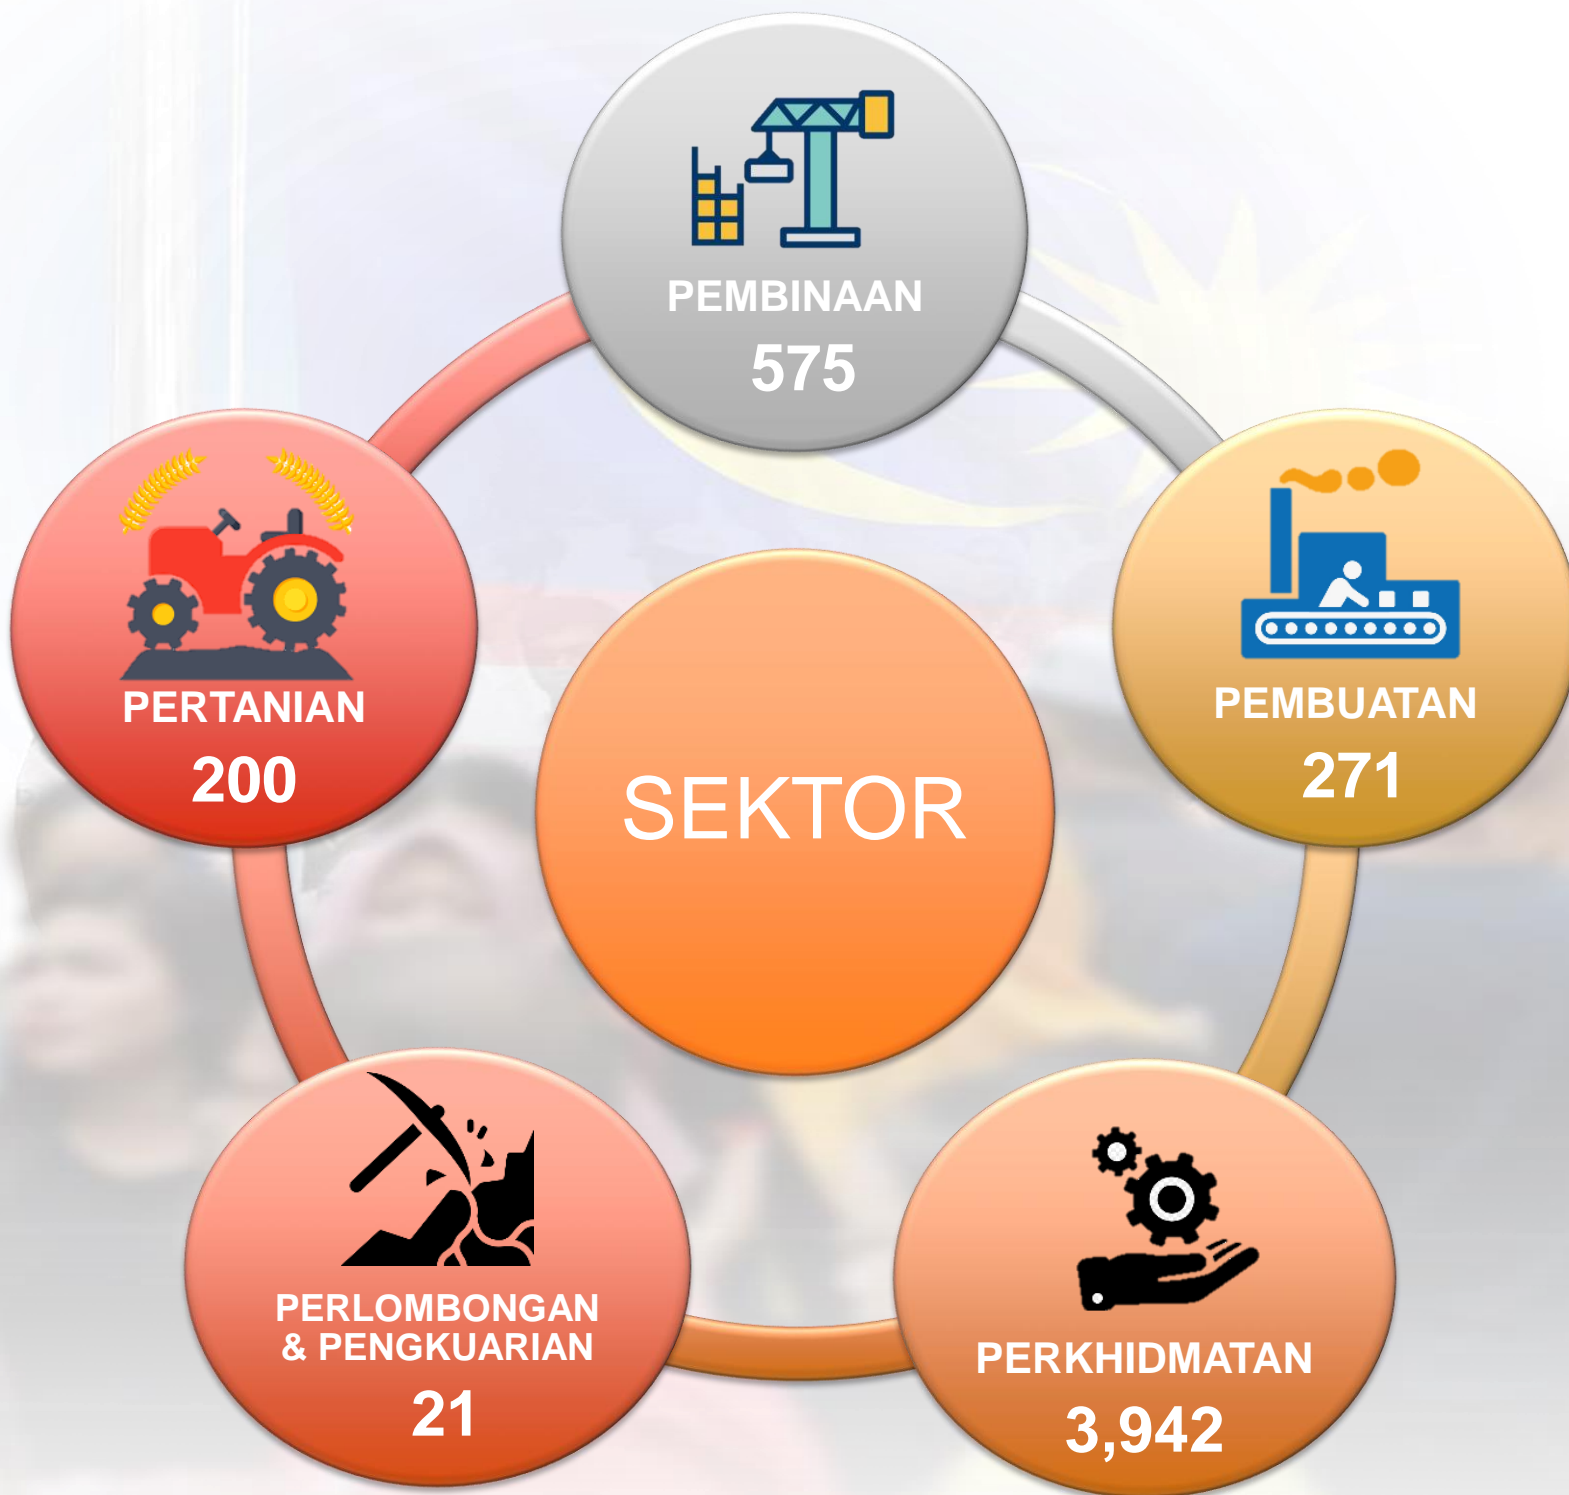 PEMBINAAN
575
PERTANIAN
200
PEMBUATAN
271
SEKTOR
PERLOMBONGAN
& PENGKUARIAN
21
PERKHIDMATAN
3,942